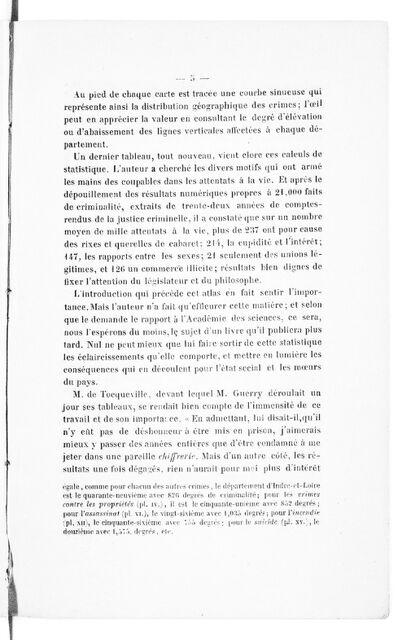 — 5 —
Au pied de chaque carte est tracée une courbe sinueuse qui
représente ainsi la distribution géographique des crimes; l'œil
peut en apprécier la valeur en consultant le degré d'élévation
ou d'abaissement des lignes verticales affectées à chaque dé-
partement.
Un dernier tableau, tout nouveau, vient clore ces calculs de
statistique. L'auteur a cherché les divers motifs qui ont armé
les mains des coupables dans les attentats à la vie. Et après le
dépouillement des résultats numériques propres à 21,000 faits
de criminalité, extraits de trente-deux années de comptes-
rendus de la justice criminelle, il a constaté que sur un nombre
moyen de mille attentats à la vie, plus de 237 ont pour cause
des rixes et querelles de cabaret; 214, la cupidité et l'intérêt;
147, les rapports entre les sexes; 21 seulement des unions lé-
gitimes, et 126 un commerce illicite; résultats bien dignes de
fixer l'attention du législateur et du philosophe.
L'introduction qui précède cet atlas en fait sentir l'impor-
tance. Mais l'auteur n'a fait qu'effleurer cette matière; et selon
que le demande le rapport à l'Académie des sciences, ce sera,
nous l'espérons du moins, le sujet d'un livre qu'il publiera plus
tard. Nul ne peut mieux que lui faire sortir de cette statistique
les éclaircissements qu'elle comporte, et mettre en lumière les
conséquences qui en découlent pour l'état social et les mœurs
du pays.
M. de Tocqueville, devant lequel M. Guerry déroulait un
jour ses tableaux, se rendait bien compte de l'immensité de ce
travail et de son importance. « En admettant, lui disait-il, qu'il
n'y eût pas de déshonneur à être mis en prison, j'aimerais
mieux y passer des années entières que d'être condamné à me
jeter dans une pareille chiffrerie. Mais d'un autre côté, les ré-
sultats une fois dégagés, rien n'aurait pour moi plus d'intérêt
égale, comme pour chacun des autres crimes, le département d'Indre-et-Loire
est le quarante-neuvième avec 826 degrés de criminalité; pour les crimes
contre les propriétés (pl. IV.), il est le cinquante-unième avec 852 degrés;
pour l'assassinat (pl. VI.), le vingt-sixième avec 1,035 degrés; pour l'incendie
(pl. XII), le cinquante-sixième avec 755 degrés; pour le suicide (pl. XV.), le
douzième avec 1,575, degrés, etc.